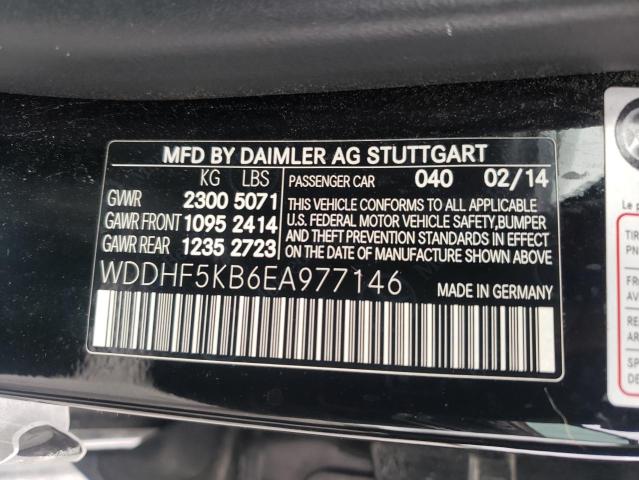 MFD BY DAIMLER AG STUTTGART
KG LBS
GVWR 2300 5071
GAWR FRONT 1095 2414
GAWR REAR 1235 2723
PASSENGER CAR 040 02/14
THIS VEHICLE CONFORMS TO ALL APPLICABLE
U.S. FEDERAL MOTOR VEHICLE SAFETY, BUMPER
AND THEFT PREVENTION STANDARDS IN EFFECT
ON THE DATE OF MANUFACTURE SHOWN ABOVE.
WDDHF5KB6EA977146 MADE IN GERMANY